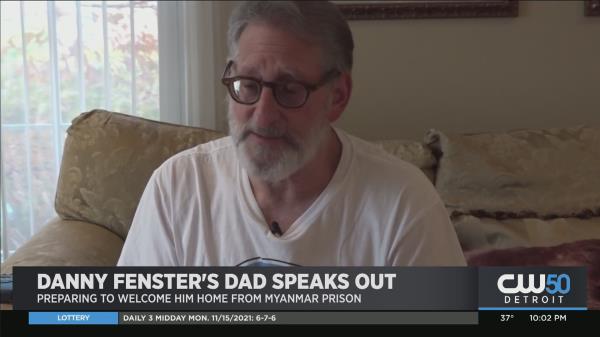 DANNY FENSTER'S DAD SPEAKS OUT
PREPARING TO WELCOME HIM HOME FROM MYANMAR PRISON
CW50
DETROIT
LOTTERY
DAILY 3 MIDDAY MON. 11/15/2021: 6-7-6
37° 10:02 PM